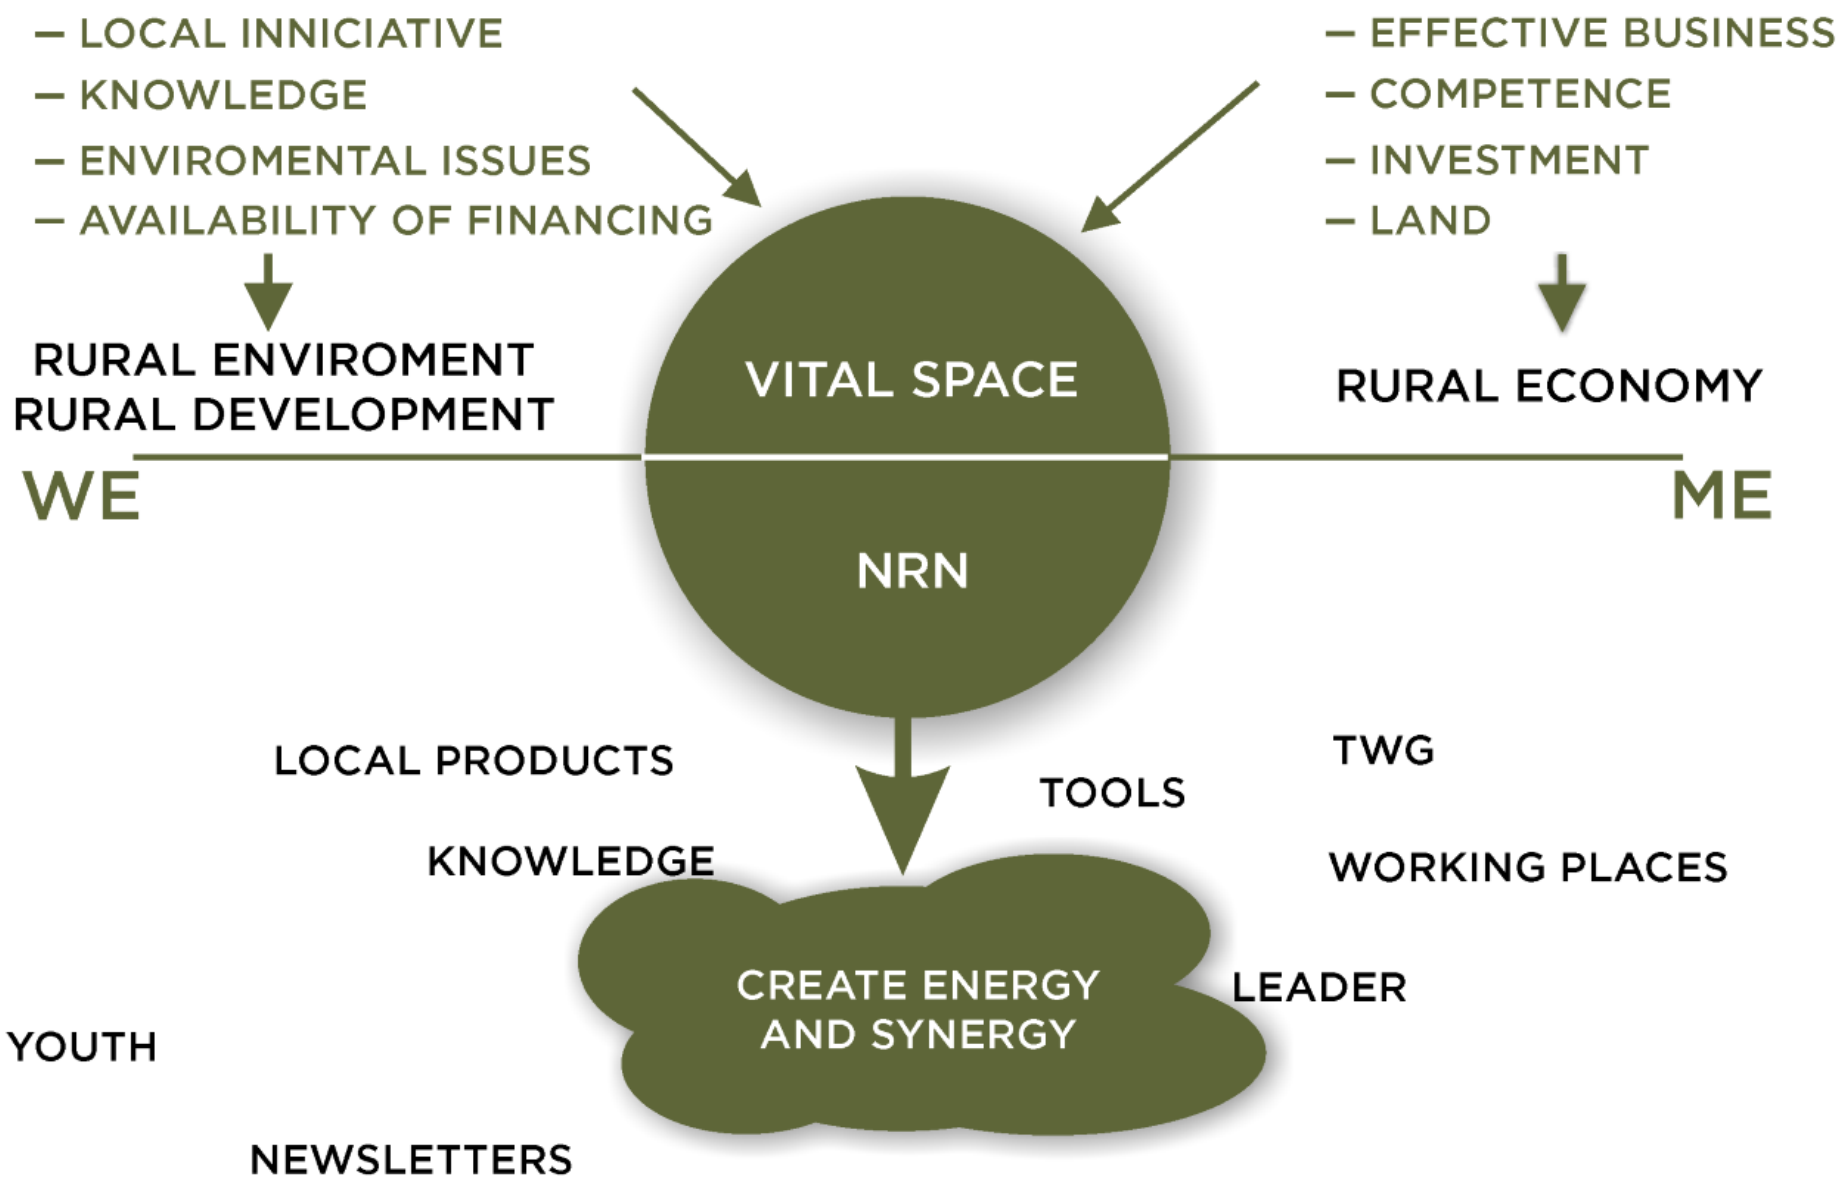 – LOCAL INNICIATIVE
– KNOWLEDGE
– ENVIROMENTAL ISSUES
– AVAILABILITY OF FINANCING
– EFFECTIVE BUSINESS
– COMPETENCE
– INVESTMENT
– LAND
RURAL ENVIROMENT
RURAL DEVELOPMENT
VITAL SPACE
RURAL ECONOMY
WE
ME
NRN
LOCAL PRODUCTS
TWG
TOOLS
KNOWLEDGE
WORKING PLACES
CREATE ENERGY
AND SYNERGY
LEADER
YOUTH
NEWSLETTERS